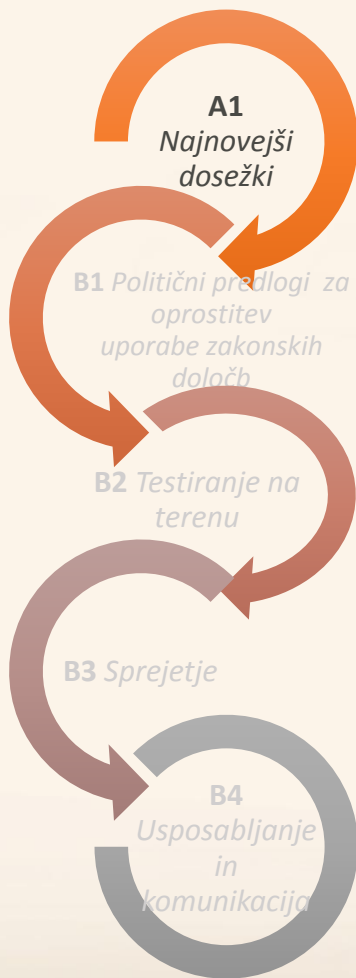 A1
Najnovejši
dosežki
B1 Politični predlogi za
oprostitev
uporabe zakonskih
določb
B2 Testiranje na
terenu
B3 Sprejetje
B4
Usposabljanje
in
komunikacija